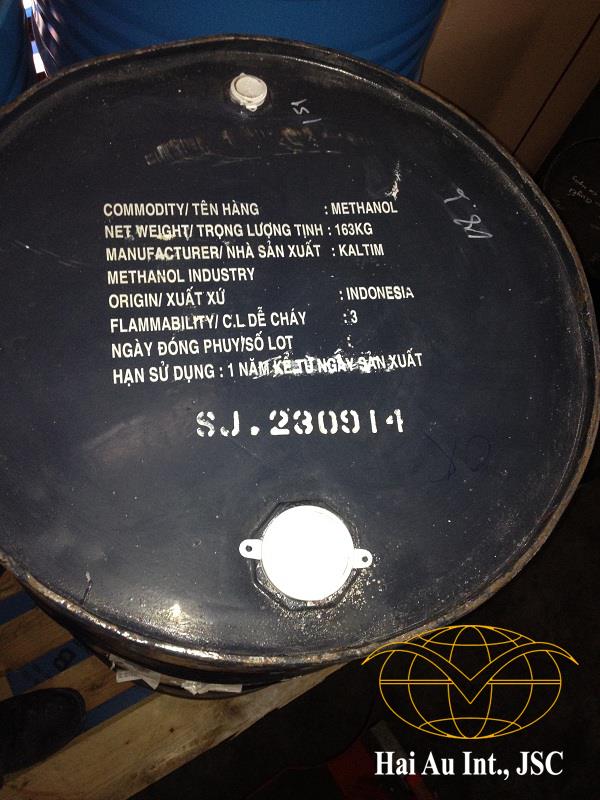 COMMODITY/ TÊN HÀNG : METHANOL
NET WEIGHT/ TRỌNG LƯỢNG TỊNH : 163KG
MANUFACTURER/ NHÀ SẢN XUẤT : KALTIM
METHANOL INDUSTRY
ORIGIN/ XUẤT XỨ : INDONESIA
FLAMMABILITY/ C.L DỄ CHÁY : 3
NGÀY ĐÓNG PHUY/SỐ LOT :
HẠN SỬ DỤNG : 1 NĂM KỂ TỪ NGÀY SẢN XUẤT
SJ.230914
Hai Au Int., JSC